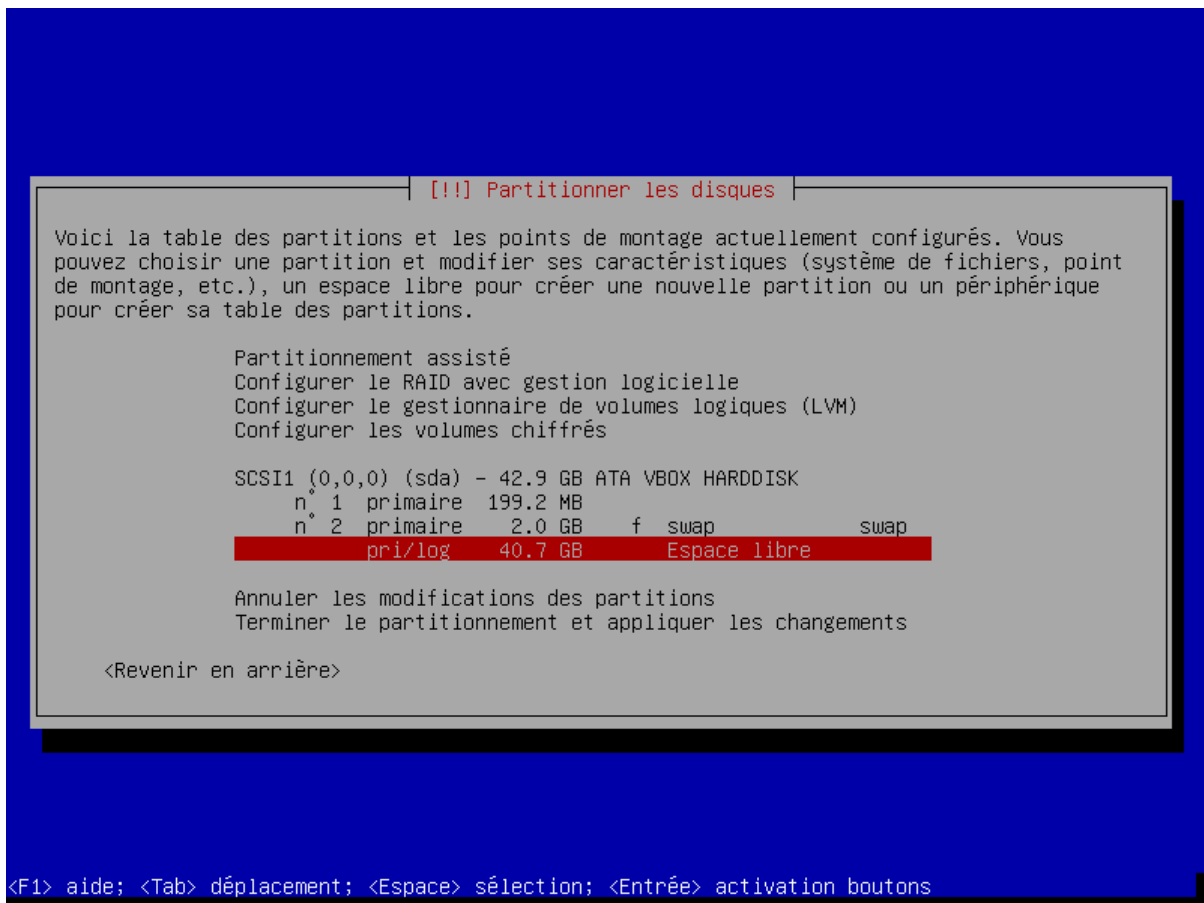 [!!] Partitionner les disques
Voici la table des partitions et les points de montage actuellement configurés. Vous
pouvez choisir une partition et modifier ses caractéristiques (système de fichiers, point
de montage, etc.), un espace libre pour créer une nouvelle partition ou un périphérique
pour créer sa table des partitions.
Partitionnement assisté
Configurer le RAID avec gestion logicielle
Configurer le gestionnaire de volumes logiques (LVM)
Configurer les volumes chiffrés
SCSI1 (0,0,0) (sda) - 42.9 GB ATA VBOX HARDDISK
n° 1 primaire 199.2 MB
n° 2 primaire 2.0 GB f swap swap
pri/log 40.7 GB Espace libre
Annuler les modifications des partitions
Terminer le partitionnement et appliquer les changements
<Revenir en arrière>
<F1> aide; <Tab> déplacement; <Espace> sélection; <Entrée> activation boutons